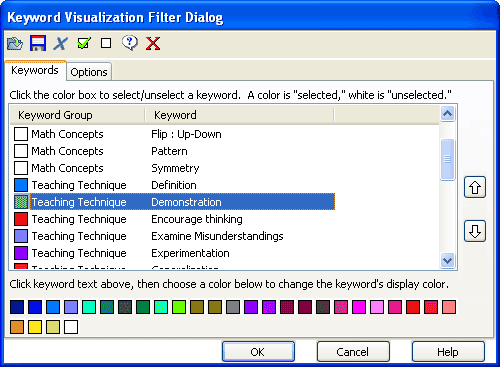 Keyword Visualization Filter Dialog
Keywords Options
Click the color box to select/unselect a keyword. A color is "selected," white is "unselected."
Keyword Group Keyword
Math Concepts Flip : Up-Down
Math Concepts Pattern
Math Concepts Symmetry
Teaching Technique Definition
Teaching Technique Demonstration
Teaching Technique Encourage thinking
Teaching Technique Examine Misunderstandings
Teaching Technique Experimentation
Teaching Technique Generalization
Click keyword text above, then choose a color below to change the keyword's display color.
OK Cancel Help